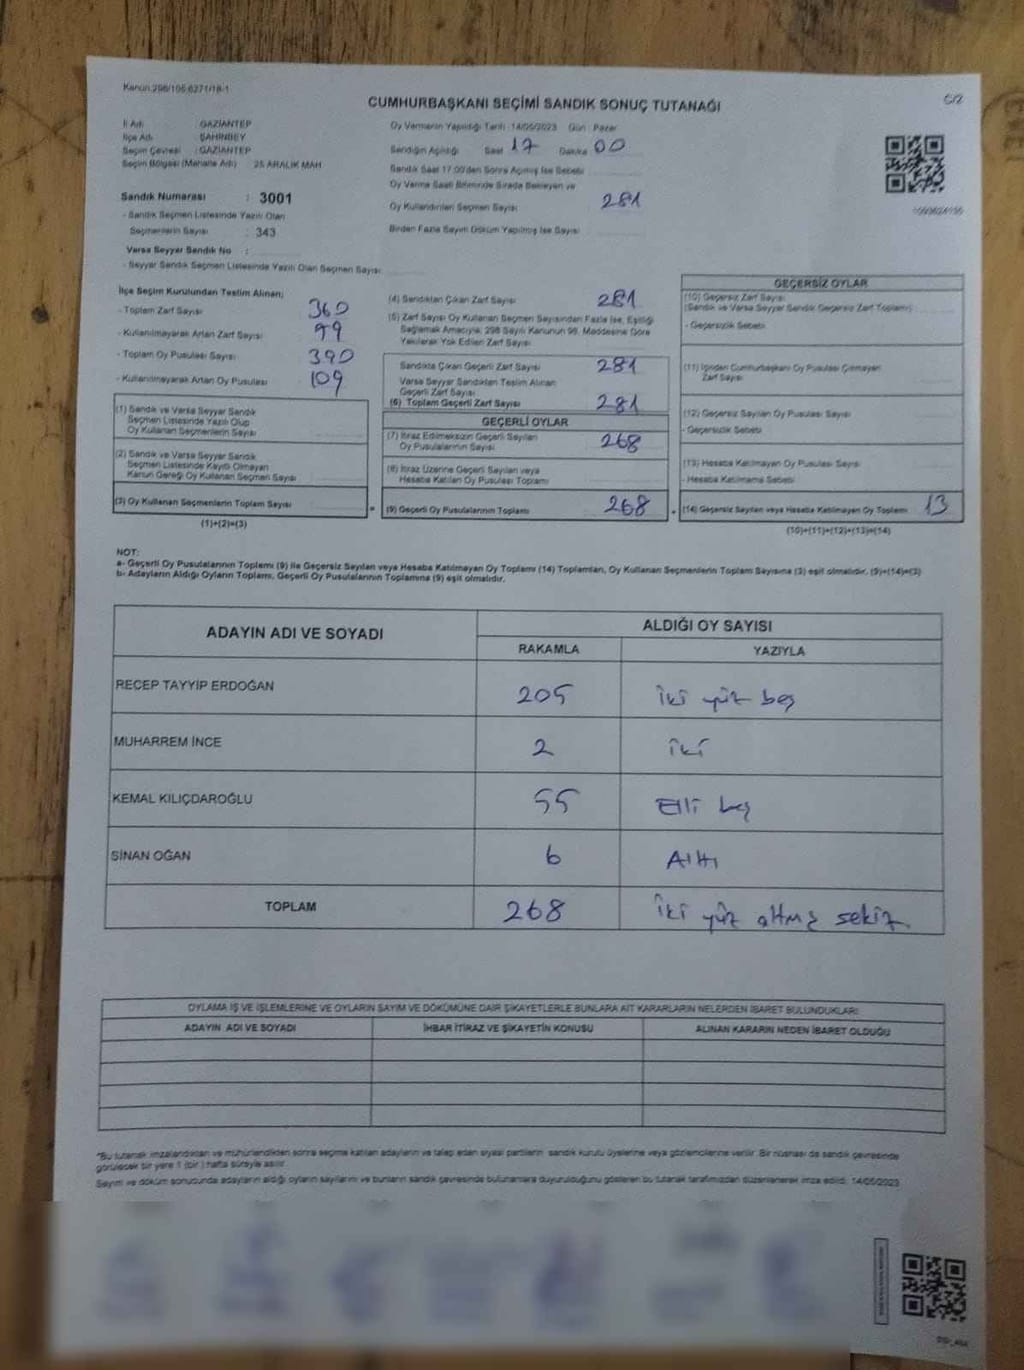 Kanun:298/105,6271/18-1
CUMHURBAŞKANI SEÇİMİ SANDIK SONUÇ TUTANAĞI
C/2
İl Adı : GAZİANTEP
İlçe Adı : ŞAHİNBEY
Seçim Çevresi : GAZİANTEP
Seçim Bölgesi (Mahalle Adı) : 25 ARALIK MAH
Sandık Numarası : 3001
- Sandık Seçmen Listesinde Yazılı Olan
Seçmenlerin Sayısı : 343
Varsa Seyyar Sandık No :
- Seyyar Sandık Seçmen Listesinde Yazılı Olan Seçmen Sayısı
Oy Vermenin Yapıldığı Tarih : 14/05/2023 Gün : Pazar
Sandığın Açıldığı Saat 17 Dakika 00
Sandık Saat 17:00'den Sonra Açılmış İse Sebebi
Oy Verme Saati Bitiminde Sırada Bekleyen ve
Oy Kullandırılan Seçmen Sayısı 281
Birden Fazla Sayım Döküm Yapılmış İse Sayısı
İlçe Seçim Kurulundan Teslim Alınan;
- Toplam Zarf Sayısı 360
- Kullanılmayarak Artan Zarf Sayısı 99
- Toplam Oy Pusulası Sayısı 390
- Kullanılmayarak Artan Oy Pusulası 109
(1) Sandık ve Varsa Seyyar Sandık
Seçmen Listesinde Yazılı Olup
Oy Kullanan Seçmenlerin Sayısı
(2) Sandık ve Varsa Seyyar Sandık
Seçmen Listesinde Kayıtlı Olmayan
Kanun Gereği Oy Kullanan Seçmen Sayısı
(3) Oy Kullanan Seçmenlerin Toplam Sayısı
(1)+(2)=(3)
=
(4) Sandıktan Çıkan Zarf Sayısı 281
(5) Zarf Sayısı Oy Kullanan Seçmen Sayısından Fazla İse, Eşitliği
Sağlamak Amacıyla; 298 Sayılı Kanunun 98. Maddesine Göre
Yakılarak Yok Edilen Zarf Sayısı
Sandıkta Çıkan Geçerli Zarf Sayısı 281
Varsa Seyyar Sandıktan Teslim Alınan
Geçerli Zarf Sayısı
(6) Toplam Geçerli Zarf Sayısı 281
GEÇERLİ OYLAR
(7) İtiraz Edilmeksizin Geçerli Sayılan
Oy Pusulalarının Sayısı 268
(8) İtiraz Üzerine Geçerli Sayılan veya
Hesaba Katılan Oy Pusulası Toplamı
(9) Geçerli Oy Pusulalarının Toplamı 268
+
GEÇERSİZ OYLAR
(10) Geçersiz Zarf Sayısı
(Sandık ve Varsa Seyyar Sandık Geçersiz Zarf Toplamı)
- Geçersizlik Sebebi
(11) İçinden Cumhurbaşkanı Oy Pusulası Çıkmayan
Zarf Sayısı
(12) Geçersiz Sayılan Oy Pusulası Sayısı
- Geçersizlik Sebebi
(13) Hesaba Katılmayan Oy Pusulası Sayısı
- Hesaba Katılmama Sebebi
(14) Geçersiz Sayılan veya Hesaba Katılmayan Oy Toplamı 13
(10)+(11)+(12)+(13)=(14)
NOT:
a- Geçerli Oy Pusulalarının Toplamı (9) ile Geçersiz Sayılan veya Hesaba Katılmayan Oy Toplamı (14) Toplamları, Oy Kullanan Seçmenlerin Toplam Sayısına (3) eşit olmalıdır. (9)+(14)=(3)
b- Adayların Aldığı Oyların Toplamı, Geçerli Oy Pusulalarının Toplamına (9) eşit olmalıdır.
ADAYIN ADI VE SOYADI
ALDIĞI OY SAYISI
RAKAMLA YAZIYLA
RECEP TAYYİP ERDOĞAN 205 iki yüz beş
MUHARREM İNCE 2 iki
KEMAL KILIÇDAROĞLU 55 Elli beş
SİNAN OĞAN 6 Altı
TOPLAM 268 iki yüz altmış sekiz
OYLAMA İŞ VE İŞLEMLERİNE VE OYLARIN SAYIM VE DÖKÜMÜNE DAİR ŞİKAYETLERLE BUNLARA AİT KARARLARIN NELERDEN İBARET BULUNDUKLARI
ADAYIN ADI VE SOYADI İHBAR İTİRAZ VE ŞİKAYETİN KONUSU ALINAN KARARIN NEDEN İBARET OLDUĞU
*Bu tutanak imzalandıktan ve mühürlendikten sonra seçime katılan adayların ve talep eden siyasi partilerin sandık kurulu üyelerine veya gözlemcilerine verilir. Bir nüshası da sandık çevresinde
görülecek bir yere 1 (bir ) hafta süreyle asılır.
Sayım ve döküm sonucunda adayların aldığı oyların sayılarını ve bunların sandık çevresinde bulunanlara duyurulduğunu gösteren bu tutanak tarafımızdan düzenlenerek imza edildi. 14/05/2023